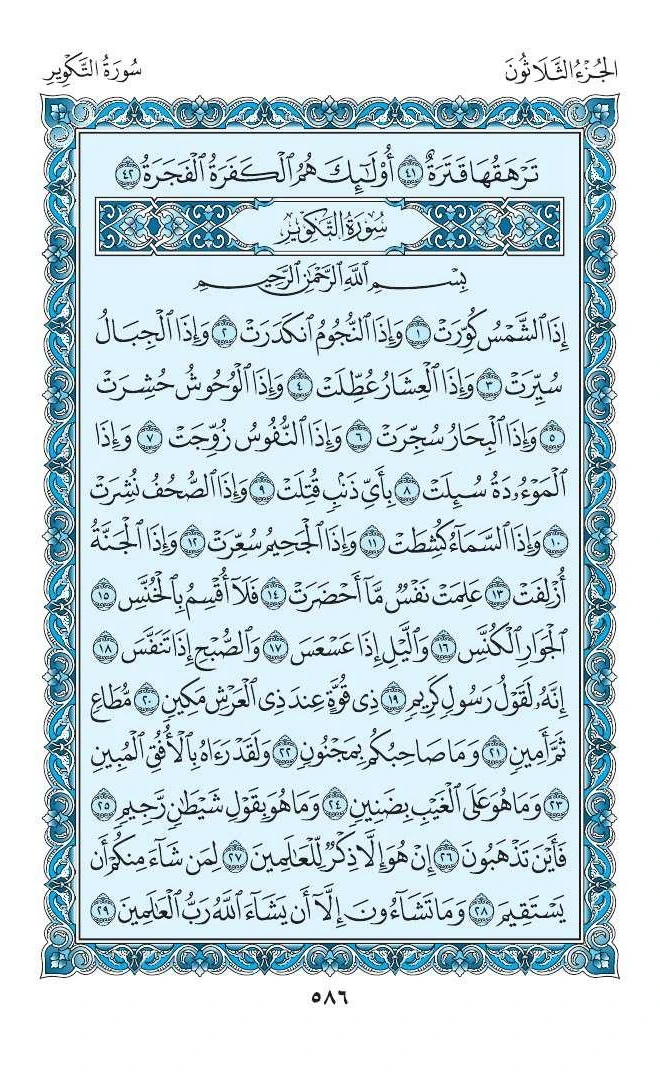 الجُزْءُ الثَّلَاثُونَ
سُورَةُ التَّكْوِيرِ
تَرْهَقُهَا قَتَرَةٌ ٤١ أُوْلَٰٓئِكَ هُمُ ٱلْكَفَرَةُ ٱلْفَجَرَةُ ٤٢
سُورَةُ التَّكْوِيرِ
بِسْمِ ٱللَّهِ ٱلرَّحْمَٰنِ ٱلرَّحِيمِ
إِذَا ٱلشَّمْسُ كُوِّرَتْ ١ وَإِذَا ٱلنُّجُومُ ٱنكَدَرَتْ ٢ وَإِذَا ٱلْجِبَالُ
سُيِّرَتْ ٣ وَإِذَا ٱلْعِشَارُ عُطِّلَتْ ٤ وَإِذَا ٱلْوُحُوشُ حُشِرَتْ
٥ وَإِذَا ٱلْبِحَارُ سُجِّرَتْ ٦ وَإِذَا ٱلنُّفُوسُ زُوِّجَتْ ٧ وَإِذَا
ٱلْمَوْءُۥدَةُ سُئِلَتْ ٨ بِأَىِّ ذَنۢبٍ قُتِلَتْ ٩ وَإِذَا ٱلصُّحُفُ نُشِرَتْ
١٠ وَإِذَا ٱلسَّمَآءُ كُشِطَتْ ١١ وَإِذَا ٱلْجَحِيمُ سُعِّرَتْ ١٢ وَإِذَا ٱلْجَنَّةُ
أُزْلِفَتْ ١٣ عَلِمَتْ نَفْسٌ مَّآ أَحْضَرَتْ ١٤ فَلَآ أُقْسِمُ بِٱلْخُنَّسِ ١٥
ٱلْجَوَارِ ٱلْكُنَّسِ ١٦ وَٱلَّيْلِ إِذَا عَسْعَسَ ١٧ وَٱلصُّبْحِ إِذَا تَنَفَّسَ ١٨
إِنَّهُۥ لَقَوْلُ رَسُولٍ كَرِيمٍ ١٩ ذِى قُوَّةٍ عِندَ ذِى ٱلْعَرْشِ مَكِينٍ ٢٠ مُّطَاعٍ
ثَمَّ أَمِينٍ ٢١ وَمَا صَاحِبُكُم بِمَجْنُونٍ ٢٢ وَلَقَدْ رَءَاهُ بِٱلْأُفُقِ ٱلْمُبِينِ
٢٣ وَمَا هُوَ عَلَى ٱلْغَيْبِ بِضَنِينٍ ٢٤ وَمَا هُوَ بِقَوْلِ شَيْطَٰنٍ رَّجِيمٍ ٢٥
فَأَيْنَ تَذْهَبُونَ ٢٦ إِنْ هُوَ إِلَّا ذِكْرٌ لِّلْعَٰلَمِينَ ٢٧ لِمَن شَآءَ مِنكُمْ أَن
يَسْتَقِيمَ ٢٨ وَمَا تَشَآءُونَ إِلَّآ أَن يَشَآءَ ٱللَّهُ رَبُّ ٱلْعَٰلَمِينَ ٢٩
٥٨٦